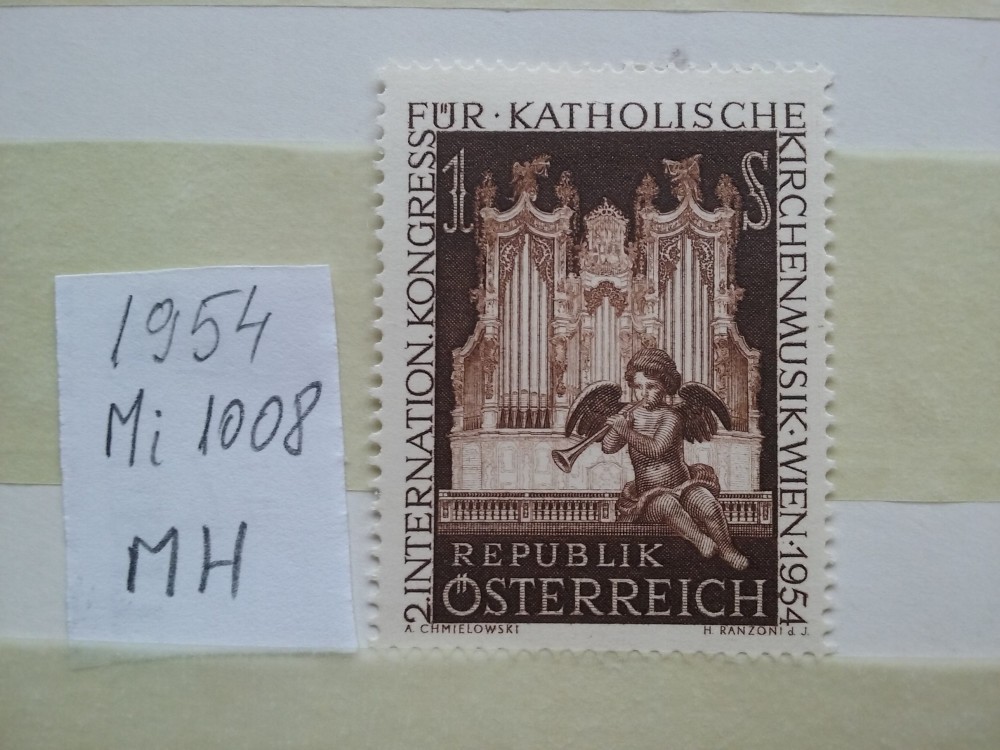 1954
Mi 1008
MH
2. INTERNATION. KONGRESS
FÜR · KATHOLISCHE
KIRCHENMUSIK · WIEN · 1954
1 S
REPUBLIK
ÖSTERREICH
A. CHMIELOWSKI
H. RANZONI d. J.